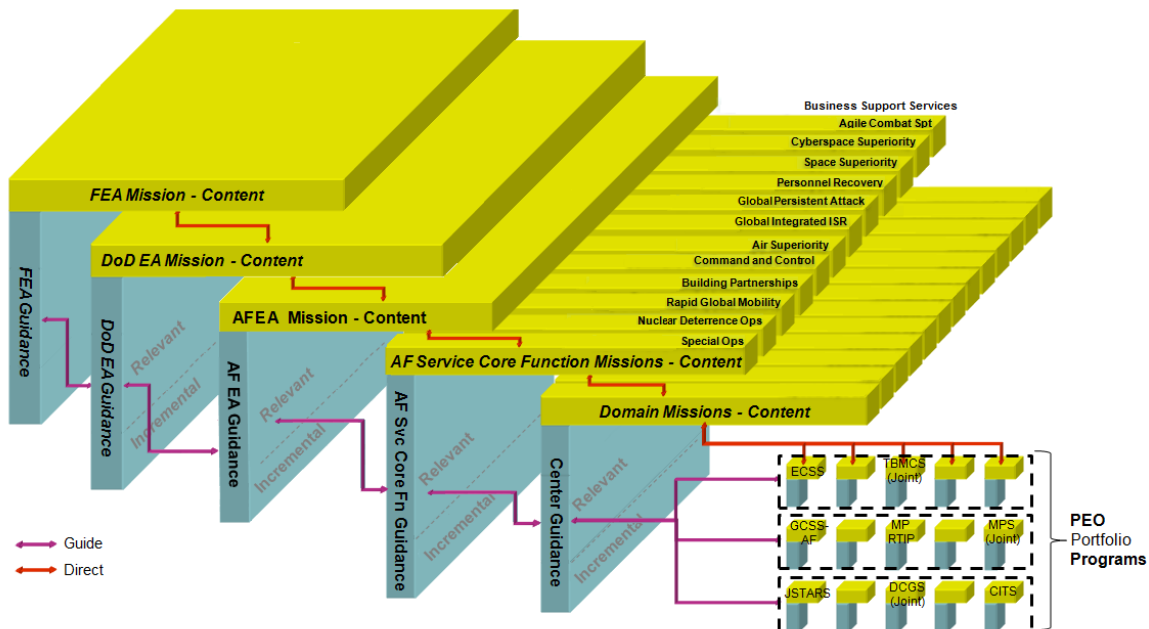 Business Support Services
Agile Combat Spt
Cyberspace Superiority
Space Superiority
Personnel Recovery
Global Persistent Attack
Global Integrated ISR
Air Superiority
Command and Control
Building Partnerships
Rapid Global Mobility
Nuclear Deterrence Ops
Special Ops
FEA Mission - Content
DoD EA Mission - Content
AFEA Mission - Content
AF Service Core Function Missions - Content
Domain Missions - Content
FEA Guidance
DoD EA Guidance
Relevant
Incremental
AF EA Guidance
Relevant
Incremental
AF Svc Core Fn Guidance
Relevant
Incremental
Center Guidance
Relevant
Incremental
ECSS
TBMCS
(Joint)
GCSS-
AF
MP
RTIP
MPS
(Joint)
JSTARS
DCGS
(Joint)
CITS
PEO
Portfolio
Programs
Guide
Direct